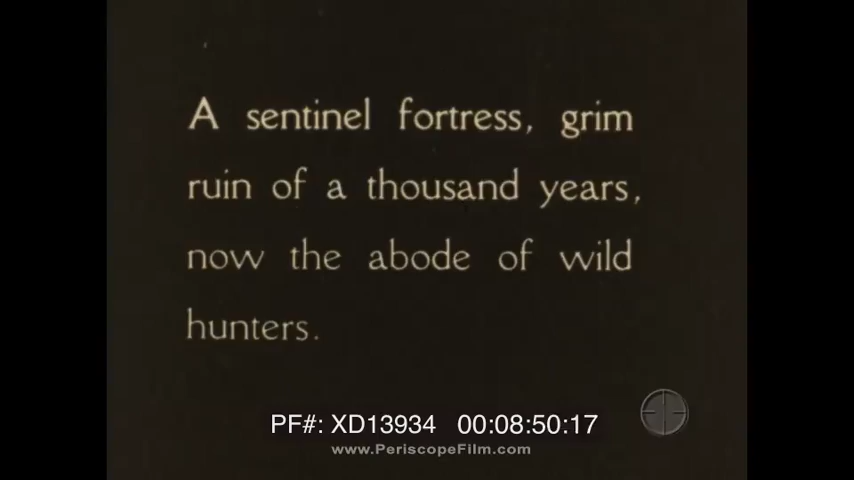 A sentinel fortress, grim
ruin of a thousand years,
now the abode of wild
hunters.
PF#: XD13934 00:08:50:17
www.PeriscopeFilm.com